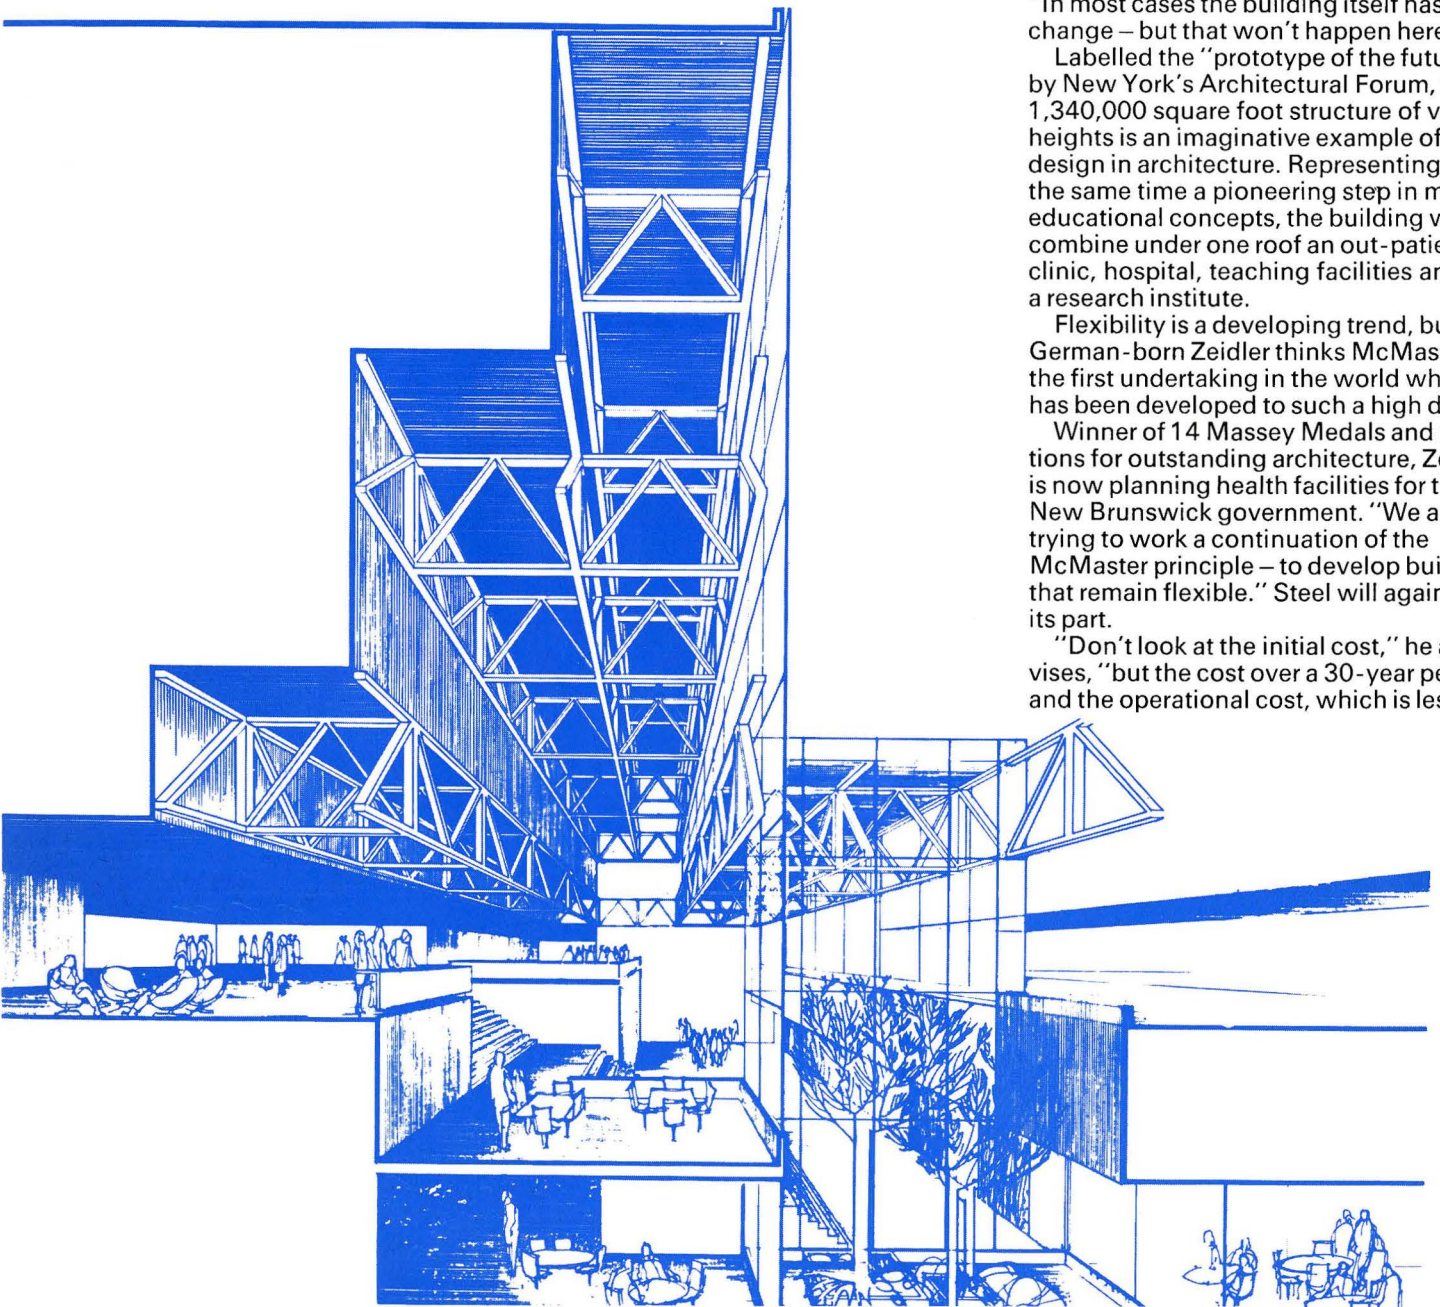 "In most cases the building itself has
change – but that won't happen here
Labelled the "prototype of the futu
by New York's Architectural Forum,
1,340,000 square foot structure of v
heights is an imaginative example of
design in architecture. Representing
the same time a pioneering step in m
educational concepts, the building w
combine under one roof an out-patie
clinic, hospital, teaching facilities an
a research institute.
Flexibility is a developing trend, bu
German-born Zeidler thinks McMas
the first undertaking in the world wh
has been developed to such a high d
Winner of 14 Massey Medals and
tions for outstanding architecture, Ze
is now planning health facilities for t
New Brunswick government. "We a
trying to work a continuation of the
McMaster principle – to develop bui
that remain flexible." Steel will again
its part.
"Don't look at the initial cost," he a
vises, "but the cost over a 30-year pe
and the operational cost, which is les